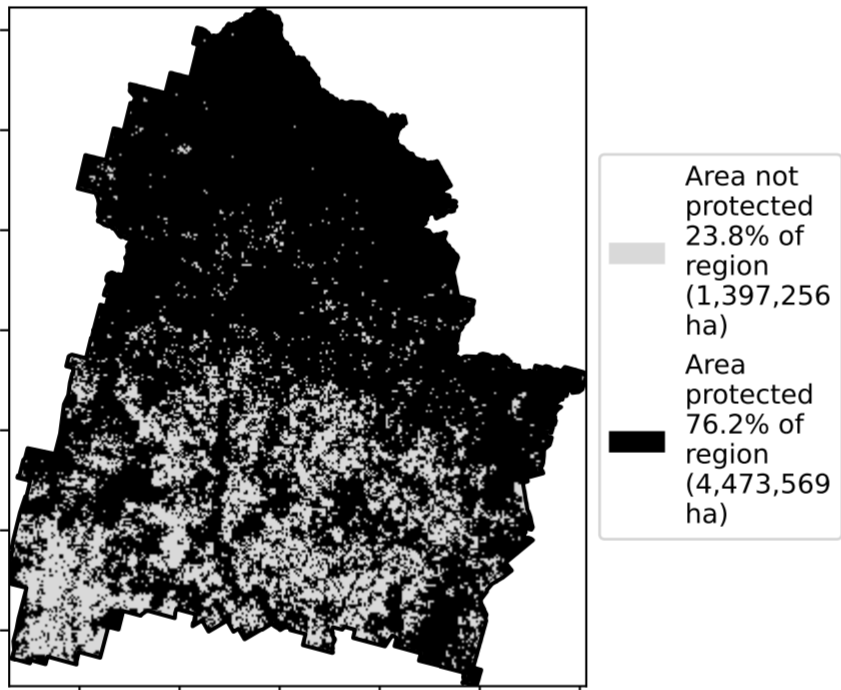 Area not
protected
23.8% of
region
(1,397,256
ha)
Area
protected
76.2% of
region
(4,473,569
ha)